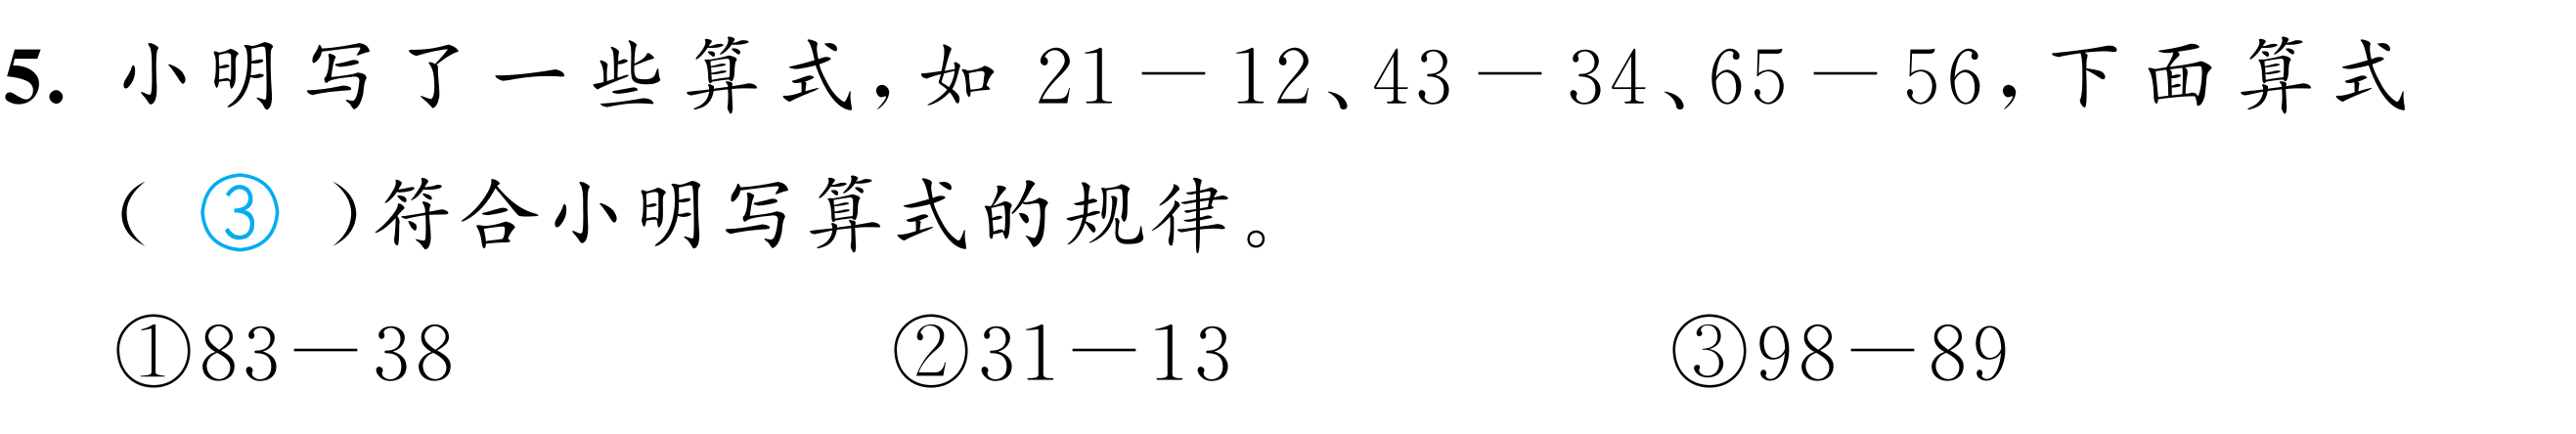 5. 小明写了一些算式,如 21－12、43－34、65－56,下面算式
( ③ )符合小明写算式的规律。
①83－38 ②31－13 ③98－89